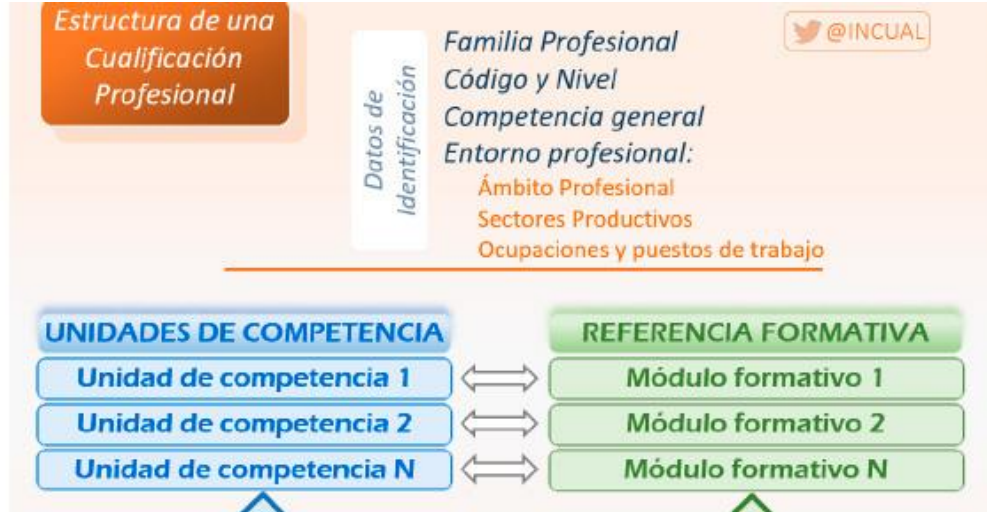 Estructura de una
Cualificación
Profesional
@INCUAL
Datos de
Identificación
Familia Profesional
Código y Nivel
Competencia general
Entorno profesional:
Ámbito Profesional
Sectores Productivos
Ocupaciones y puestos de trabajo
UNIDADES DE COMPETENCIA
REFERENCIA FORMATIVA
Unidad de competencia 1
Módulo formativo 1
Unidad de competencia 2
Módulo formativo 2
Unidad de competencia N
Módulo formativo N